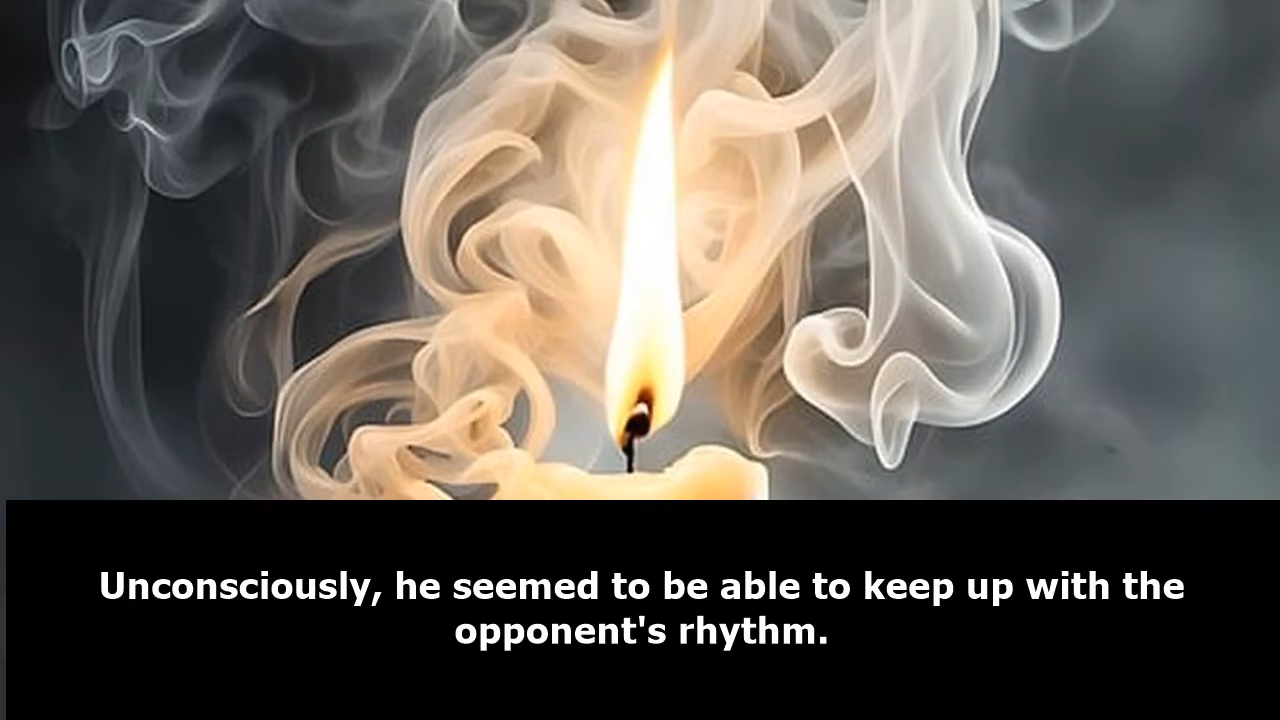 Unconsciously, he seemed to be able to keep up with the
opponent's rhythm.